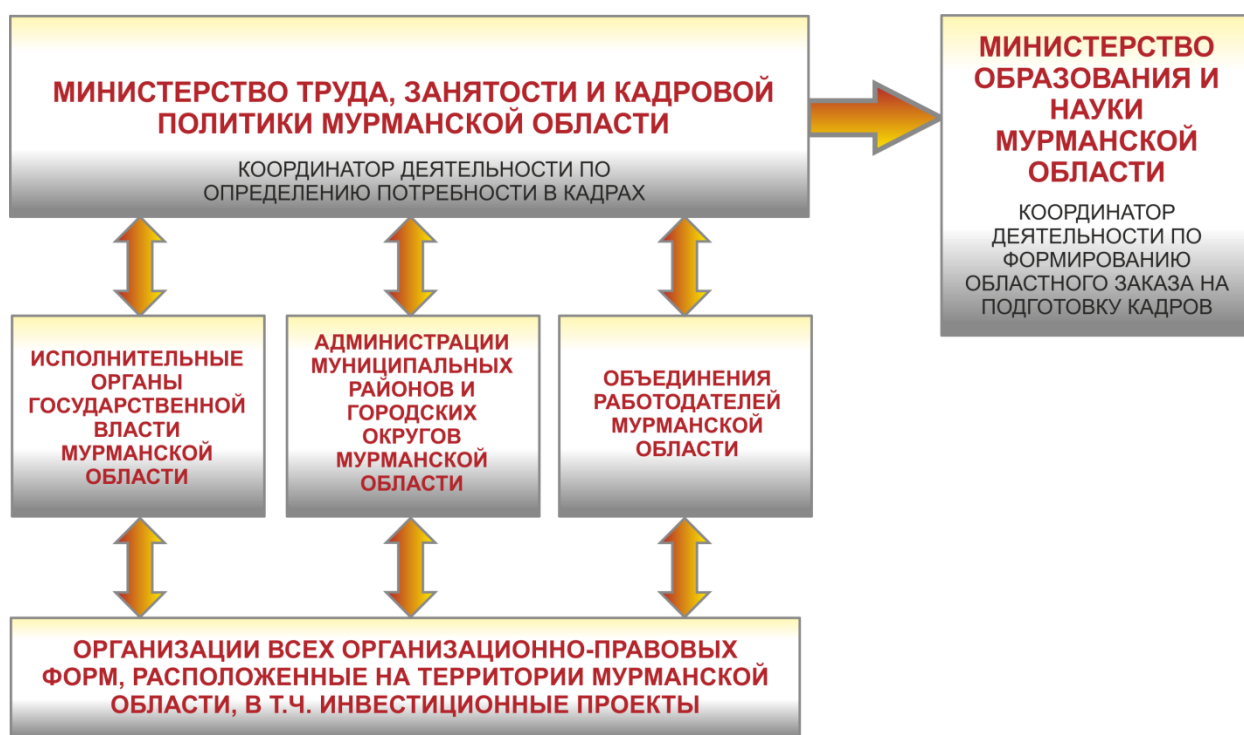 МИНИСТЕРСТВО ТРУДА, ЗАНЯТОСТИ И КАДРОВОЙ
ПОЛИТИКИ МУРМАНСКОЙ ОБЛАСТИ
КООРДИНАТОР ДЕЯТЕЛЬНОСТИ ПО
ОПРЕДЕЛЕНИЮ ПОТРЕБНОСТИ В КАДРАХ
МИНИСТЕРСТВО
ОБРАЗОВАНИЯ И
НАУКИ
МУРМАНСКОЙ
ОБЛАСТИ
КООРДИНАТОР
ДЕЯТЕЛЬНОСТИ ПО
ФОРМИРОВАНИЮ
ОБЛАСТНОГО ЗАКАЗА НА
ПОДГОТОВКУ КАДРОВ
ИСПОЛНИТЕЛЬНЫЕ
ОРГАНЫ
ГОСУДАРСТВЕННОЙ
ВЛАСТИ
МУРМАНСКОЙ
ОБЛАСТИ
АДМИНИСТРАЦИИ
МУНИЦИПАЛЬНЫХ
РАЙОНОВ И
ГОРОДСКИХ
ОКРУГОВ
МУРМАНСКОЙ
ОБЛАСТИ
ОБЪЕДИНЕНИЯ
РАБОТОДАТЕЛЕЙ
МУРМАНСКОЙ
ОБЛАСТИ
ОРГАНИЗАЦИИ ВСЕХ ОРГАНИЗАЦИОННО-ПРАВОВЫХ
ФОРМ, РАСПОЛОЖЕННЫЕ НА ТЕРРИТОРИИ МУРМАНСКОЙ
ОБЛАСТИ, В Т.Ч. ИНВЕСТИЦИОННЫЕ ПРОЕКТЫ